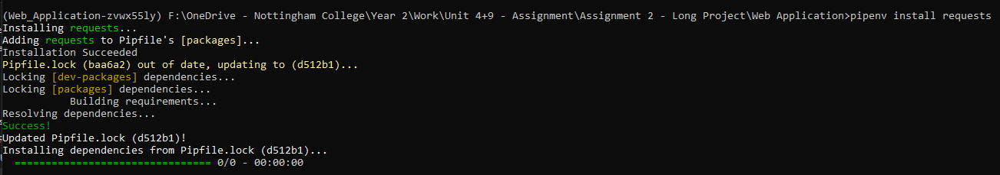 (Web_Application-zvwx55ly) F:\OneDrive - Nottingham College\Year 2\Work\Unit 4+9 - Assignment\Assignment 2 - Long Project\Web Application>pipenv install requests
Installing requests...
Adding requests to Pipfile's [packages]...
Installation Succeeded
Pipfile.lock (baa6a2) out of date, updating to (d512b1)...
Locking [dev-packages] dependencies...
Locking [packages] dependencies...
Building requirements...
Resolving dependencies...
Success!
Updated Pipfile.lock (d512b1)!
Installing dependencies from Pipfile.lock (d512b1)...
================================ 0/0 - 00:00:00